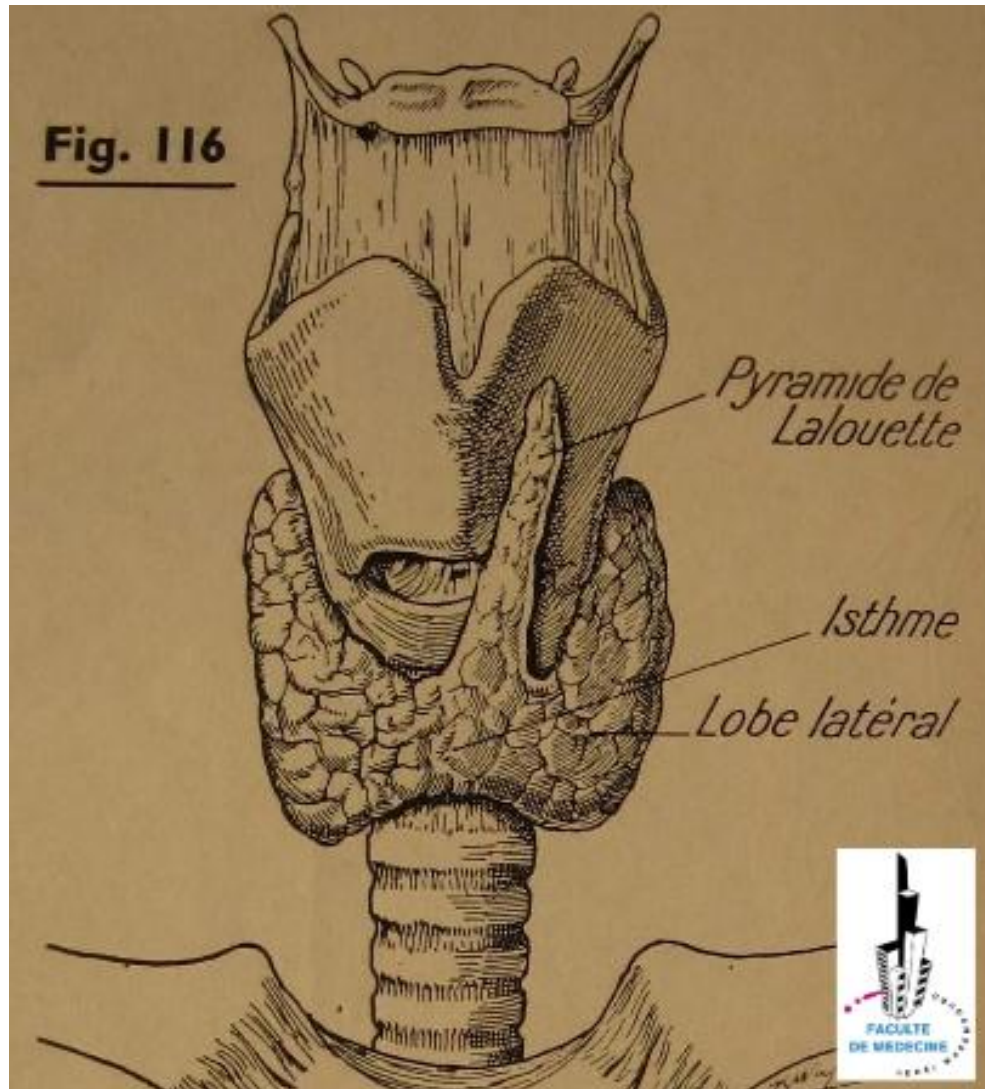 Fig. 116
Pyramide de
Lalouette
Isthme
Lobe latéral
FACULTE
DE MEDECINE